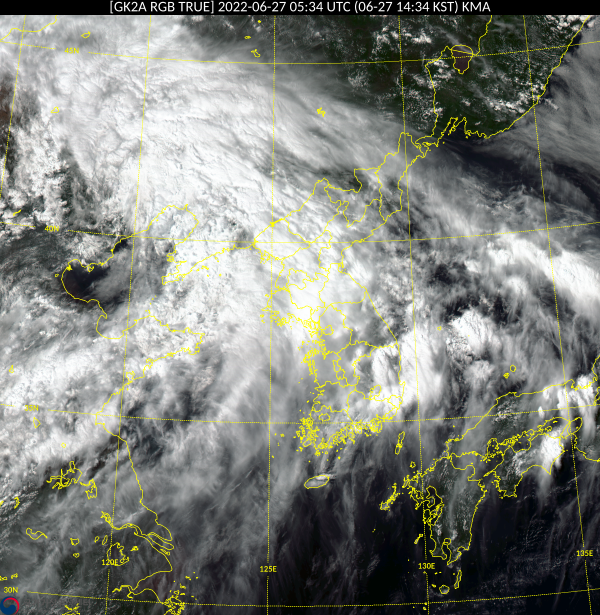 [GK2A RGB TRUE] 2022-06-27 05:34 UTC (06-27 14:34 KST) KMA
40N
120E
125E
130E
135E
30N